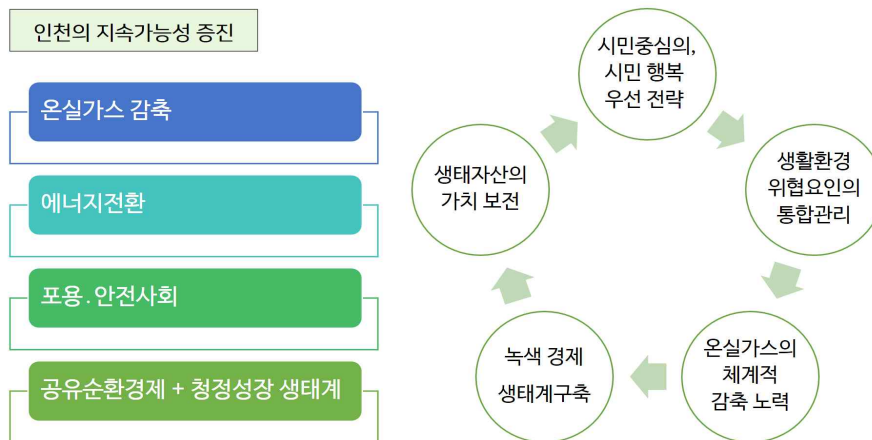 인천의 지속가능성 증진
온실가스 감축
에너지전환
포용.안전사회
공유순환경제 + 청정성장 생태계
시민중심의,
시민 행복
우선 전략
생활환경
위협요인의
통합관리
온실가스의
체계적
감축 노력
녹색 경제
생태계구축
생태자산의
가치 보전